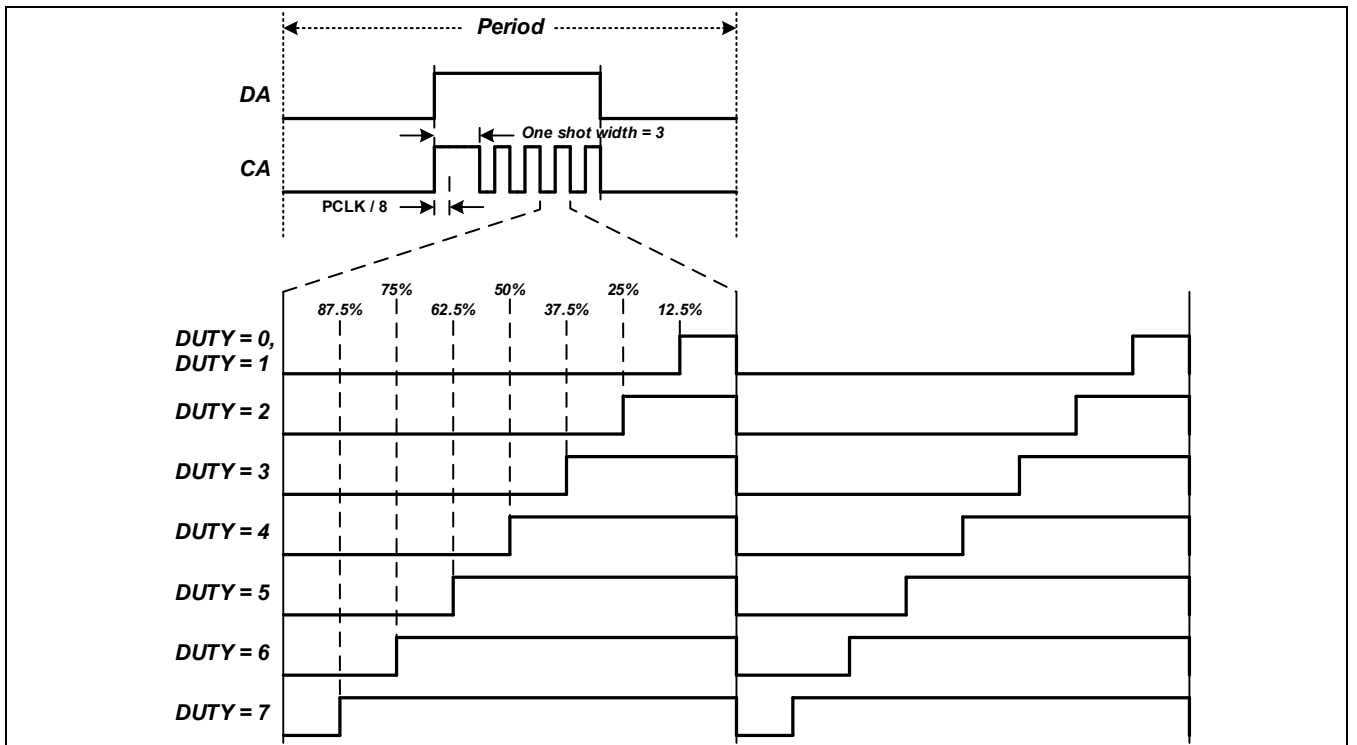 Period
DA
One shot width = 3
CA
PCLK / 8
75%
50%
25%
87.5%
62.5%
37.5%
12.5%
DUTY = 0,
DUTY = 1
DUTY = 2
DUTY = 3
DUTY = 4
DUTY = 5
DUTY = 6
DUTY = 7